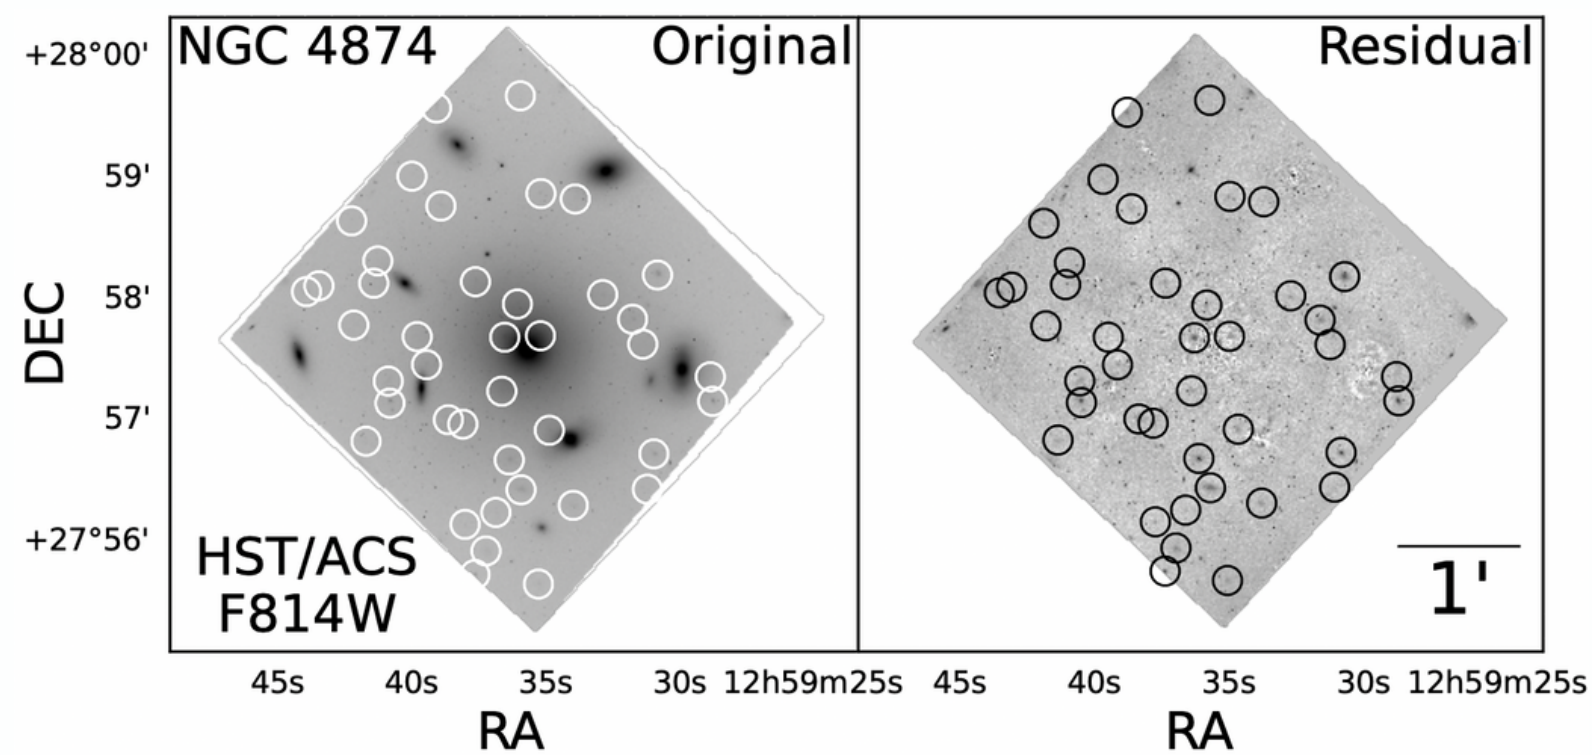 NGC 4874
Original
Residual
+28°00'
59'
58'
57'
+27°56'
DEC
HST/ACS
F814W
1'
45s 40s 35s 30s 12h59m25s
45s 40s 35s 30s 12h59m25s
RA
RA